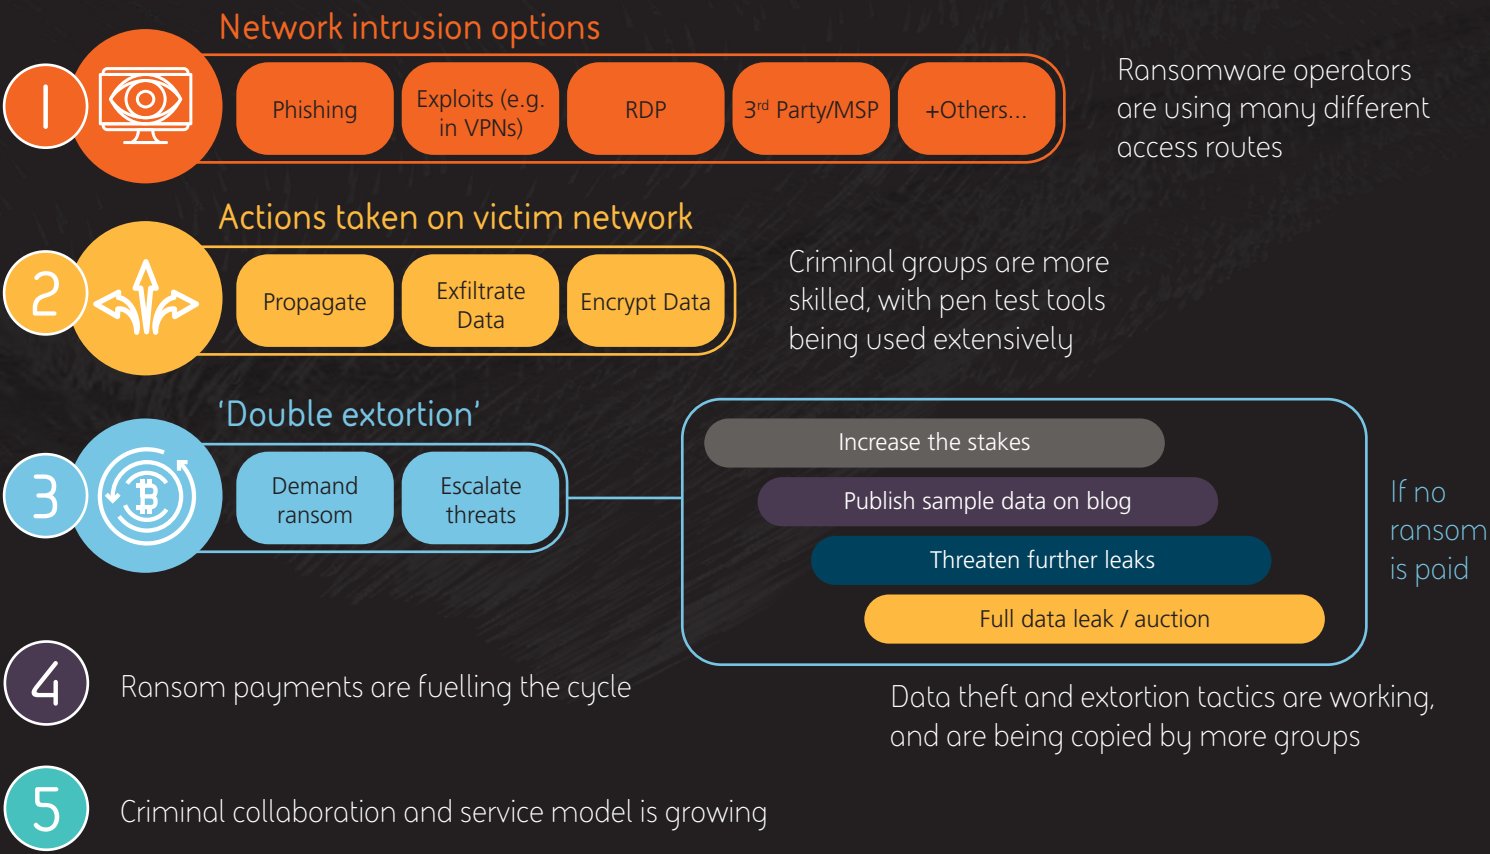 Network intrusion options
1
Phishing
Exploits (e.g.
in VPNs)
RDP
3rd Party/MSP
+Others...
Ransomware operators
are using many different
access routes
Actions taken on victim network
2
Propagate
Exfiltrate
Data
Encrypt Data
Criminal groups are more
skilled, with pen test tools
being used extensively
‘Double extortion’
3
Demand
ransom
Escalate
threats
Increase the stakes
Publish sample data on blog
Threaten further leaks
Full data leak / auction
If no
ransom
is paid
4
Ransom payments are fuelling the cycle
Data theft and extortion tactics are working,
and are being copied by more groups
5
Criminal collaboration and service model is growing